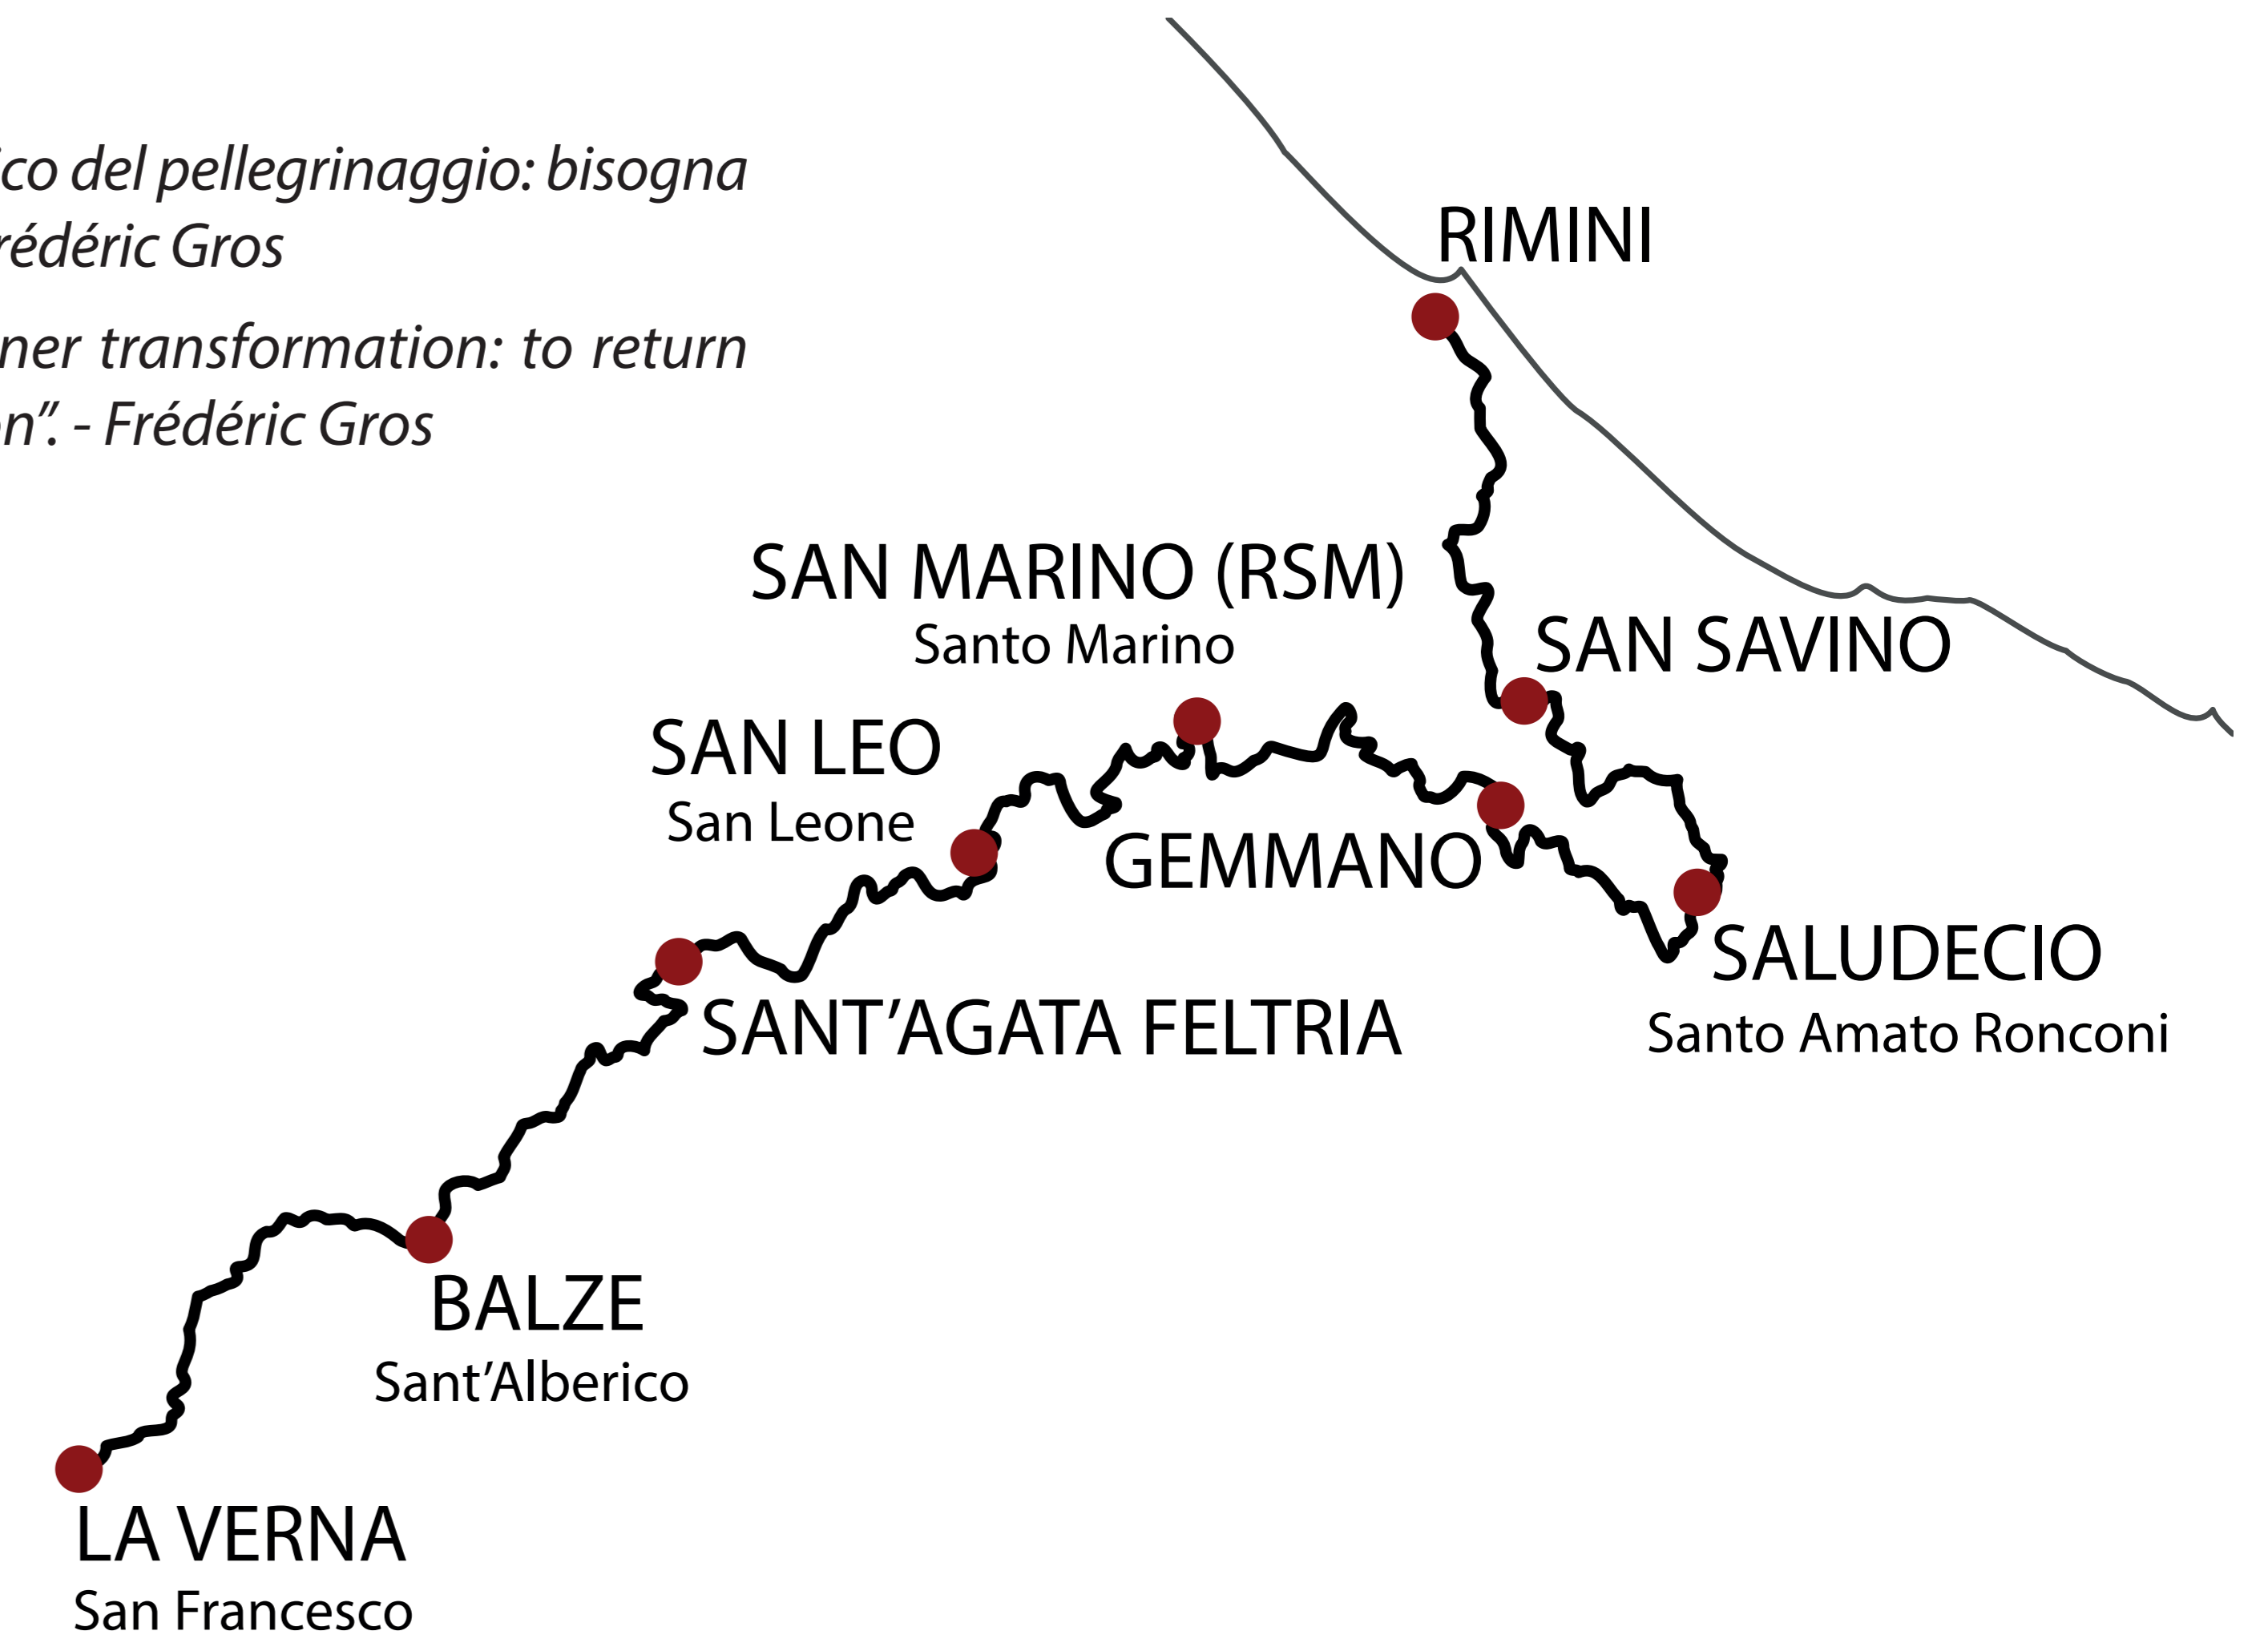 ico del pellegrinaggio: bisogna
rédéric Gros
ner transformation: to return
n”. - Frédéric Gros
RIMINI
SAN MARINO (RSM)
Santo Marino
SAN SAVINO
SAN LEO
San Leone
GEMMANO
SALUDECIO
Santo Amato Ronconi
SANT’AGATA FELTRIA
BALZE
Sant’Alberico
LA VERNA
San Francesco